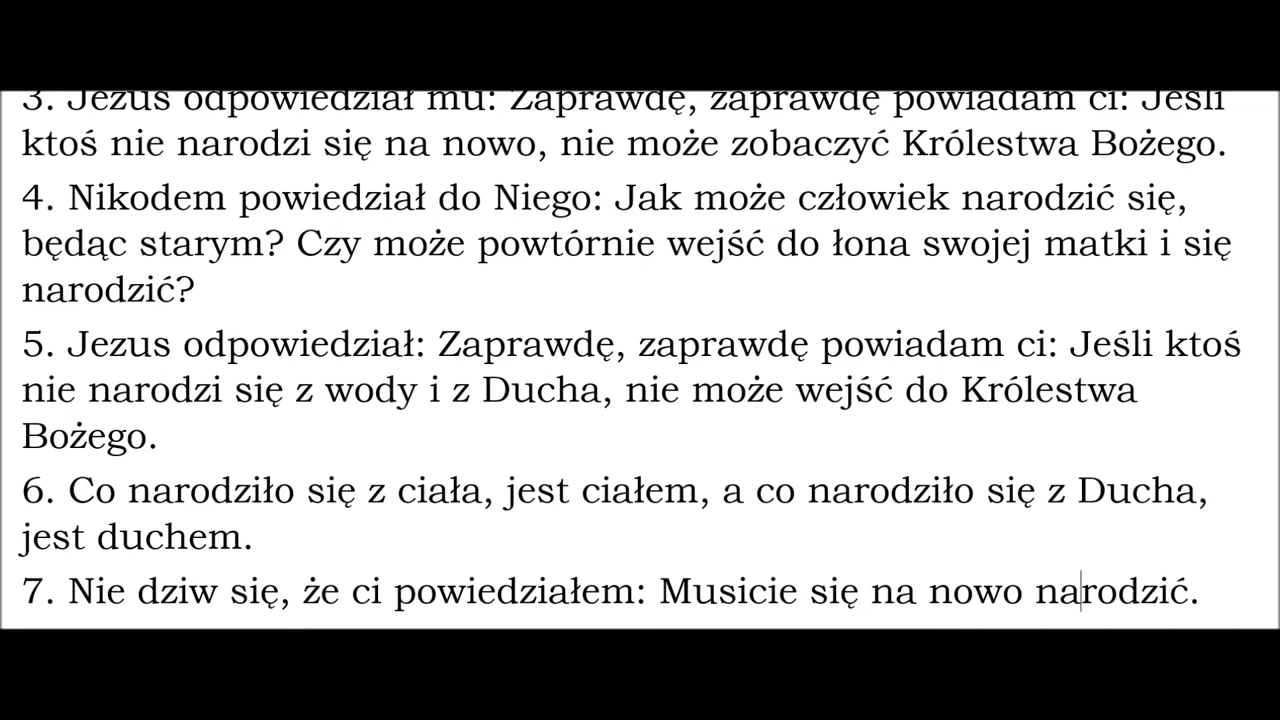 3. Jezus odpowiedział mu: Zaprawdę, zaprawdę powiadam ci: Jeśli
ktoś nie narodzi się na nowo, nie może zobaczyć Królestwa Bożego.
4. Nikodem powiedział do Niego: Jak może człowiek narodzić się,
będąc starym? Czy może powtórnie wejść do łona swojej matki i się
narodzić?
5. Jezus odpowiedział: Zaprawdę, zaprawdę powiadam ci: Jeśli ktoś
nie narodzi się z wody i z Ducha, nie może wejść do Królestwa
Bożego.
6. Co narodziło się z ciała, jest ciałem, a co narodziło się z Ducha,
jest duchem.
7. Nie dziw się, że ci powiedziałem: Musicie się na nowo narodzić.